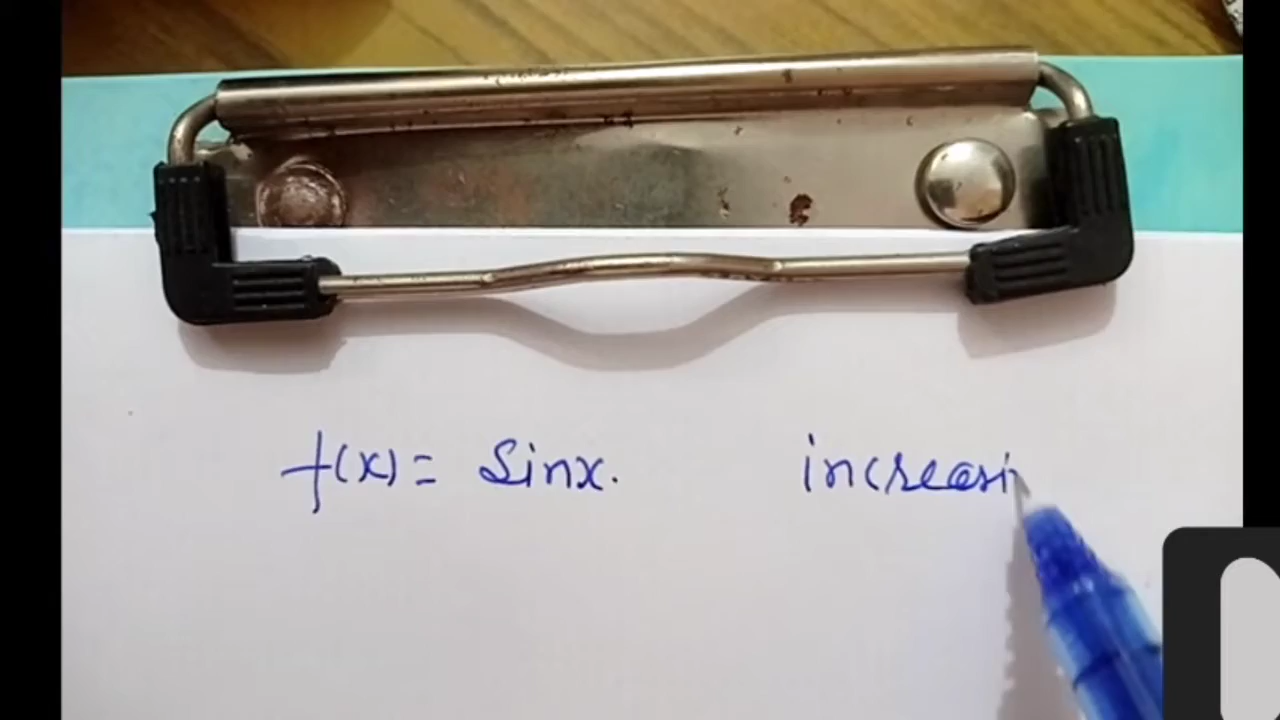 f(x) = Sinx. increasi